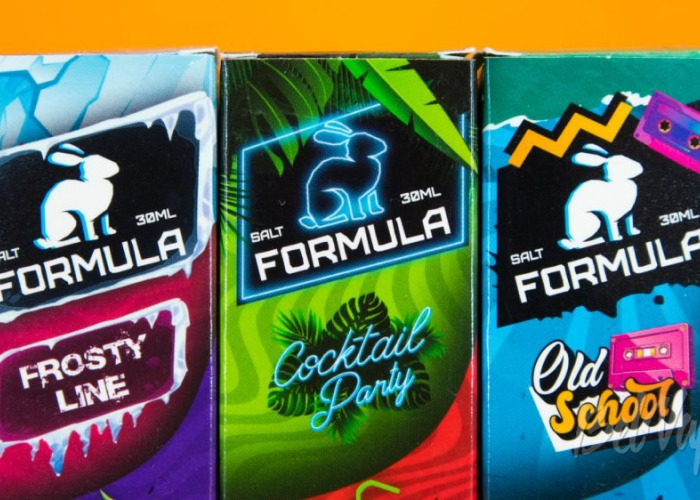 SALT
30ML
FORMULA
FROSTY
LINE
SALT
30ML
FORMULA
Cocktail
Party
SALT
30ML
FORMULA
Old
School